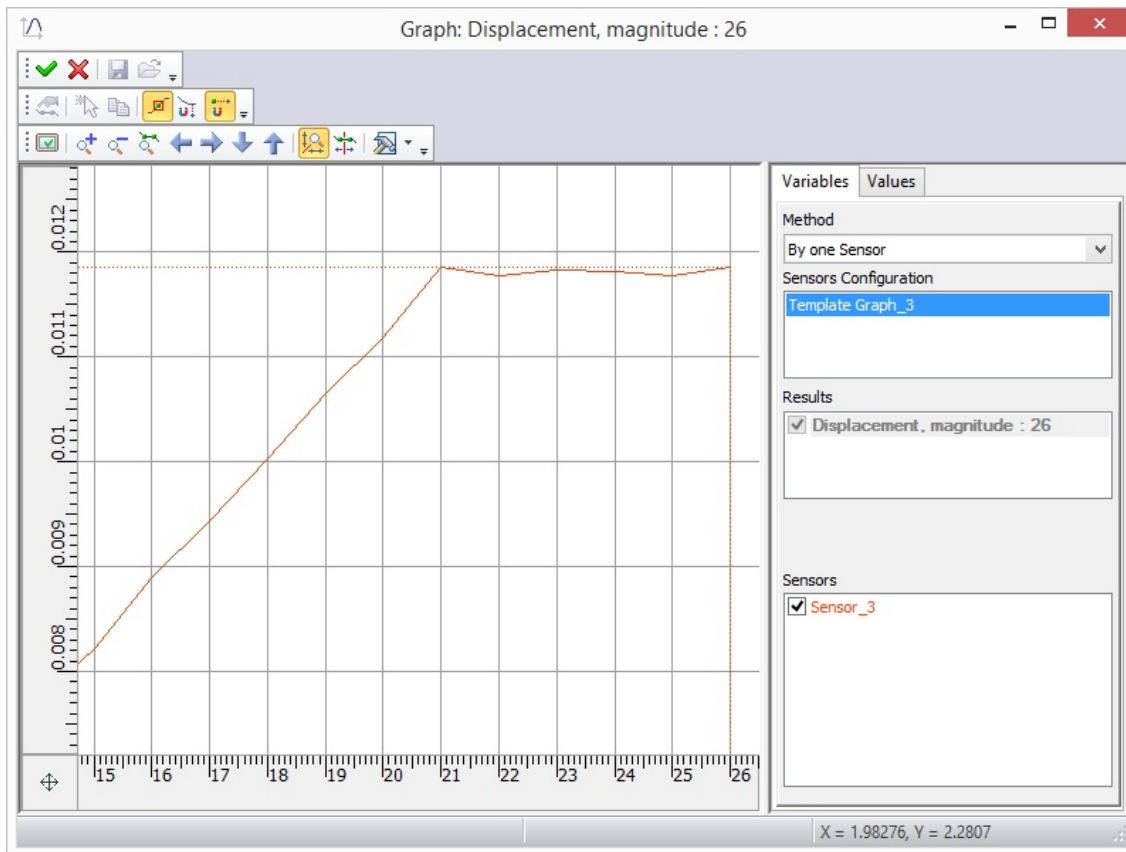 Graph: Displacement, magnitude : 26
Variables
Values
Method
By one Sensor
Sensors Configuration
Template Graph_3
Results
Displacement, magnitude : 26
Sensors
Sensor_3
0.012
0.011
0.01
0.009
0.008
15 16 17 18 19 20 21 22 23 24 25 26
X = 1.98276, Y = 2.2807